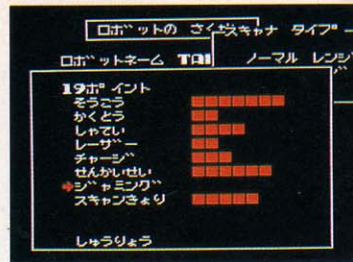 ロボットの さくせい
スキャナ タイプ
ロボットネーム TAI ノーマル レンジ
19ポイント
そうこう
かくとう
しゃてい
レーザー
チャージ
せんかいせい
ジャミング
スキャンきょり
しゅうりょう